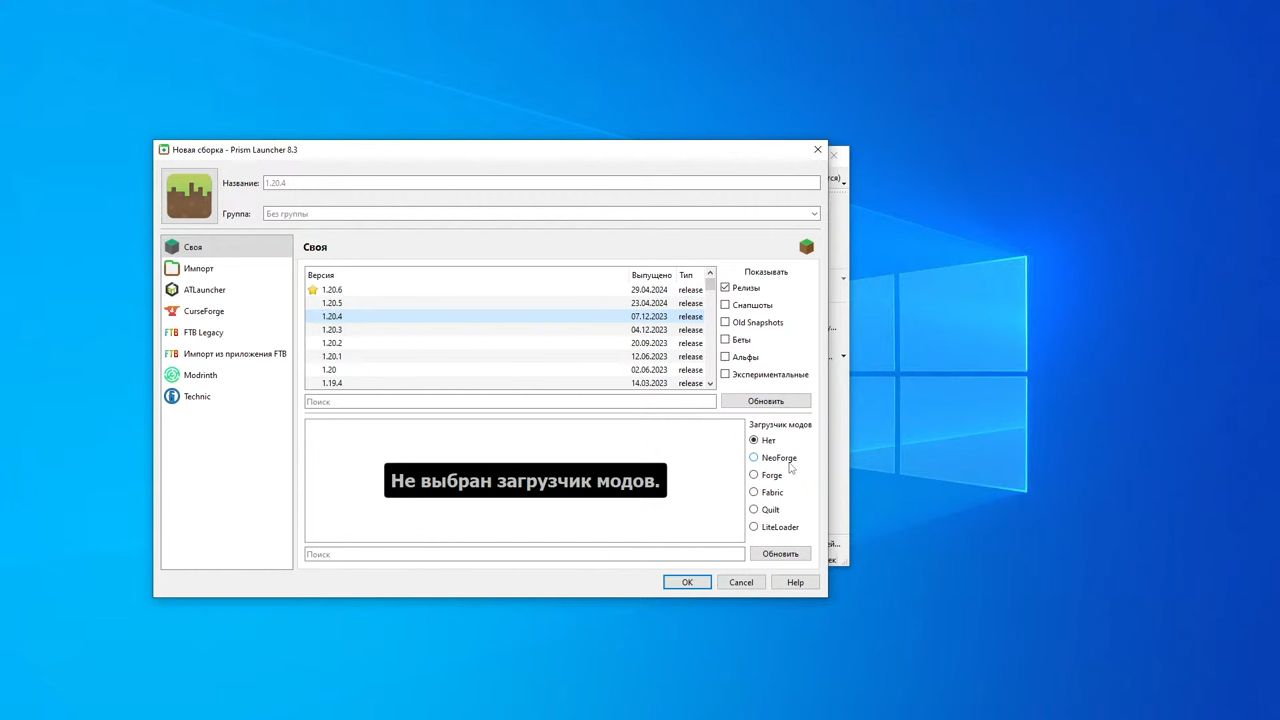 Новая сборка - Prism Launcher 8.3
Название: 1.20.4
Группа: Без группы
Своя
Импорт
ATLauncher
CurseForge
FTB Legacy
Импорт из приложения FTB
Modrinth
Technic
Своя
Версия Выпущено Тип
1.20.6 29.04.2024 release
1.20.5 23.04.2024 release
1.20.4 07.12.2023 release
1.20.3 04.12.2023 release
1.20.2 20.09.2023 release
1.20.1 12.06.2023 release
1.20 02.06.2023 release
1.19.4 14.03.2023 release
Поиск
Показывать
Релизы
Снапшоты
Old Snapshots
Беты
Альфы
Экспериментальные
Обновить
Не выбран загрузчик модов.
Поиск
Загрузчик модов
Нет
NeoForge
Forge
Fabric
Quilt
LiteLoader
Обновить
OK Cancel Help